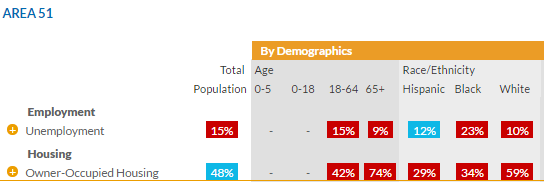 AREA 51
By Demographics
Total Age Race/Ethnicity
Population 0-5 0-18 18-64 65+ Hispanic Black White
Employment
Unemployment 15% - - 15% 9% 12% 23% 10%
Housing
Owner-Occupied Housing 48% - - 42% 74% 29% 34% 59%